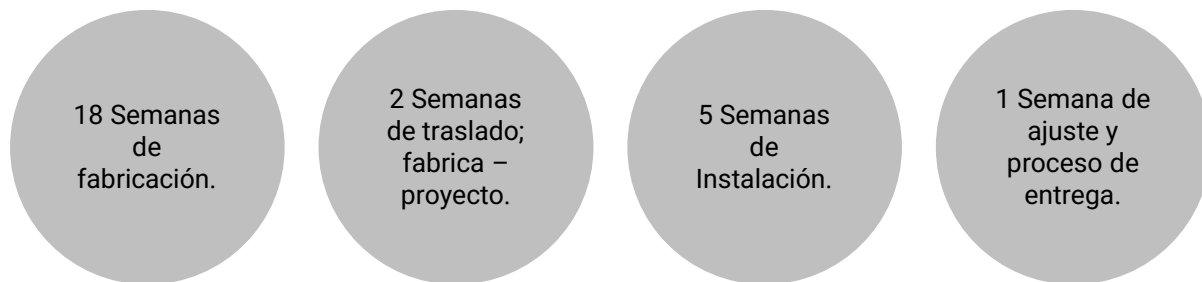 18 Semanas
de
fabricación.
2 Semanas
de traslado;
fabrica –
proyecto.
5 Semanas
de
Instalación.
1 Semana de
ajuste y
proceso de
entrega.